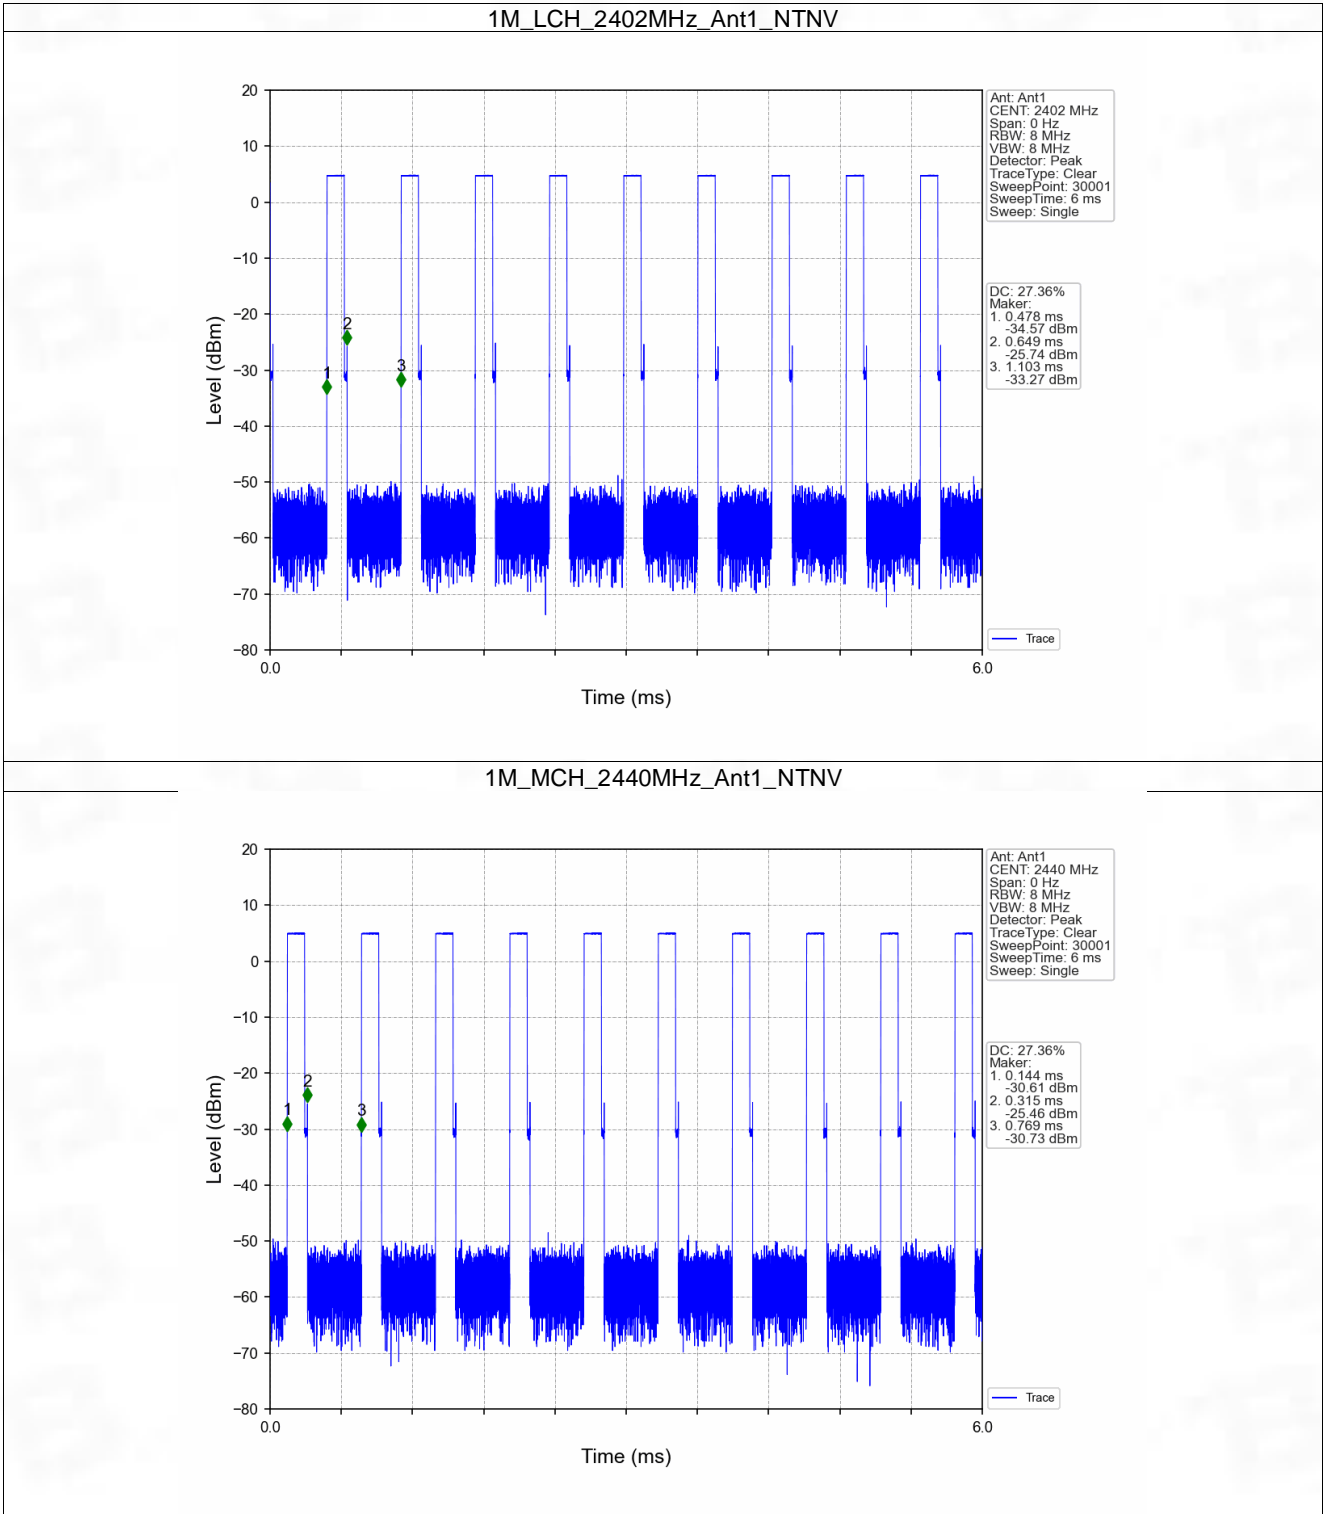 1M_LCH_2402MHz_Ant1_NTNV
20
10
0
−10
−20
−30
−40
−50
−60
−70
−80
Level (dBm)
0.0
6.0
Time (ms)
1
2
3
Ant: Ant1
CENT: 2402 MHz
Span: 0 Hz
RBW: 8 MHz
VBW: 8 MHz
Detector: Peak
TraceType: Clear
SweepPoint: 30001
SweepTime: 6 ms
Sweep: Single
DC: 27.36%
Maker:
1. 0.478 ms
-34.57 dBm
2. 0.649 ms
-25.74 dBm
3. 1.103 ms
-33.27 dBm
Trace
1M_MCH_2440MHz_Ant1_NTNV
20
10
0
−10
−20
−30
−40
−50
−60
−70
−80
Level (dBm)
0.0
6.0
Time (ms)
1
2
3
Ant: Ant1
CENT: 2440 MHz
Span: 0 Hz
RBW: 8 MHz
VBW: 8 MHz
Detector: Peak
TraceType: Clear
SweepPoint: 30001
SweepTime: 6 ms
Sweep: Single
DC: 27.36%
Maker:
1. 0.144 ms
-30.61 dBm
2. 0.315 ms
-25.46 dBm
3. 0.769 ms
-30.73 dBm
Trace